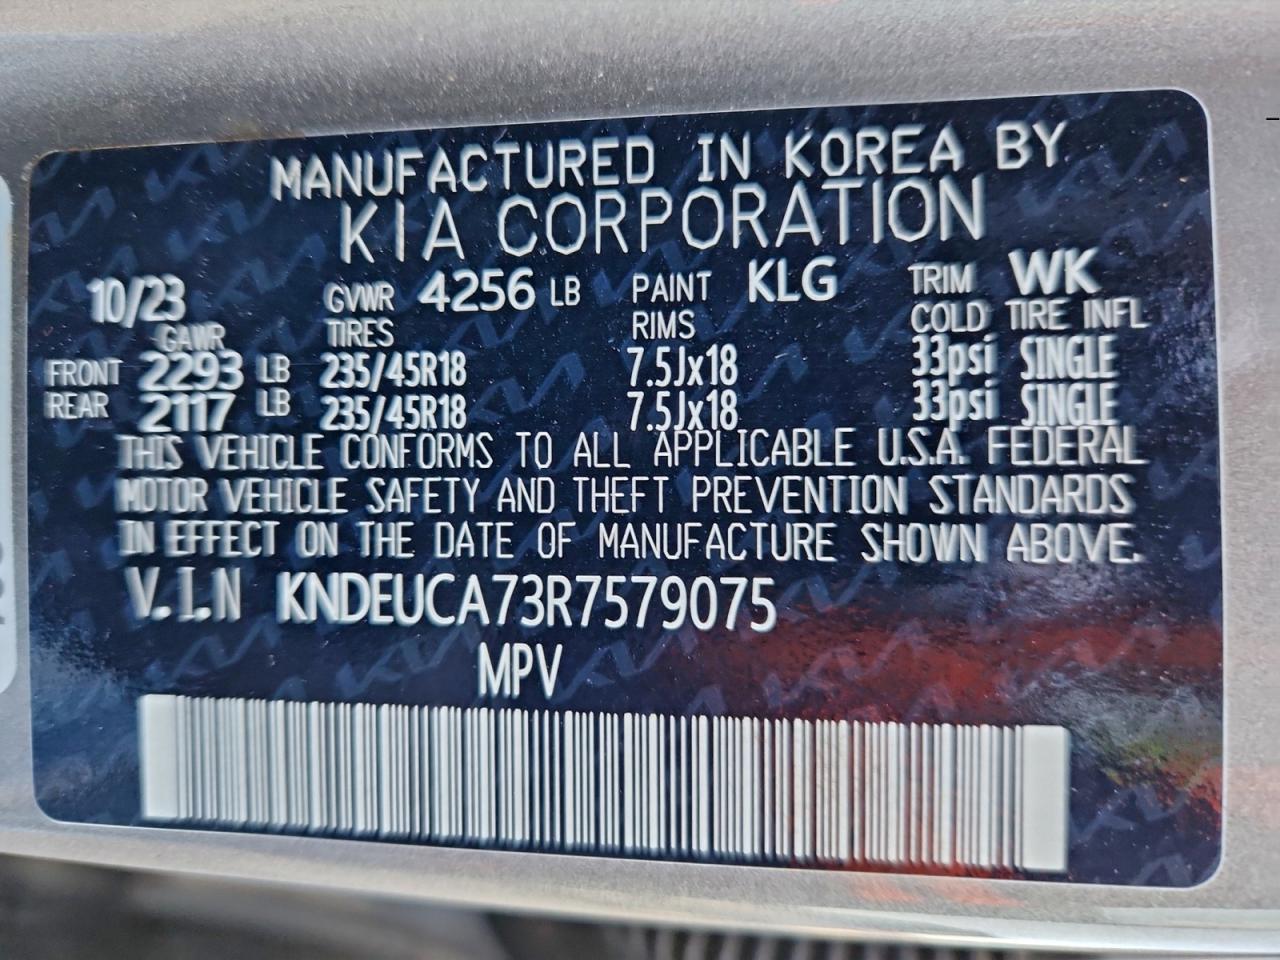 MANUFACTURED IN KOREA BY
KIA CORPORATION
10/23 GVWR 4256 LB PAINT KLG TRIM WK
GAWR TIRES RIMS COLD TIRE INFL
FRONT 2293 LB 235/45R18 7.5Jx18 33psi SINGLE
REAR 2117 LB 235/45R18 7.5Jx18 33psi SINGLE
THIS VEHICLE CONFORMS TO ALL APPLICABLE U.S.A. FEDERAL
MOTOR VEHICLE SAFETY AND THEFT PREVENTION STANDARDS
IN EFFECT ON THE DATE OF MANUFACTURE SHOWN ABOVE.
V.I.N KNDEUCA73R7579075
MPV